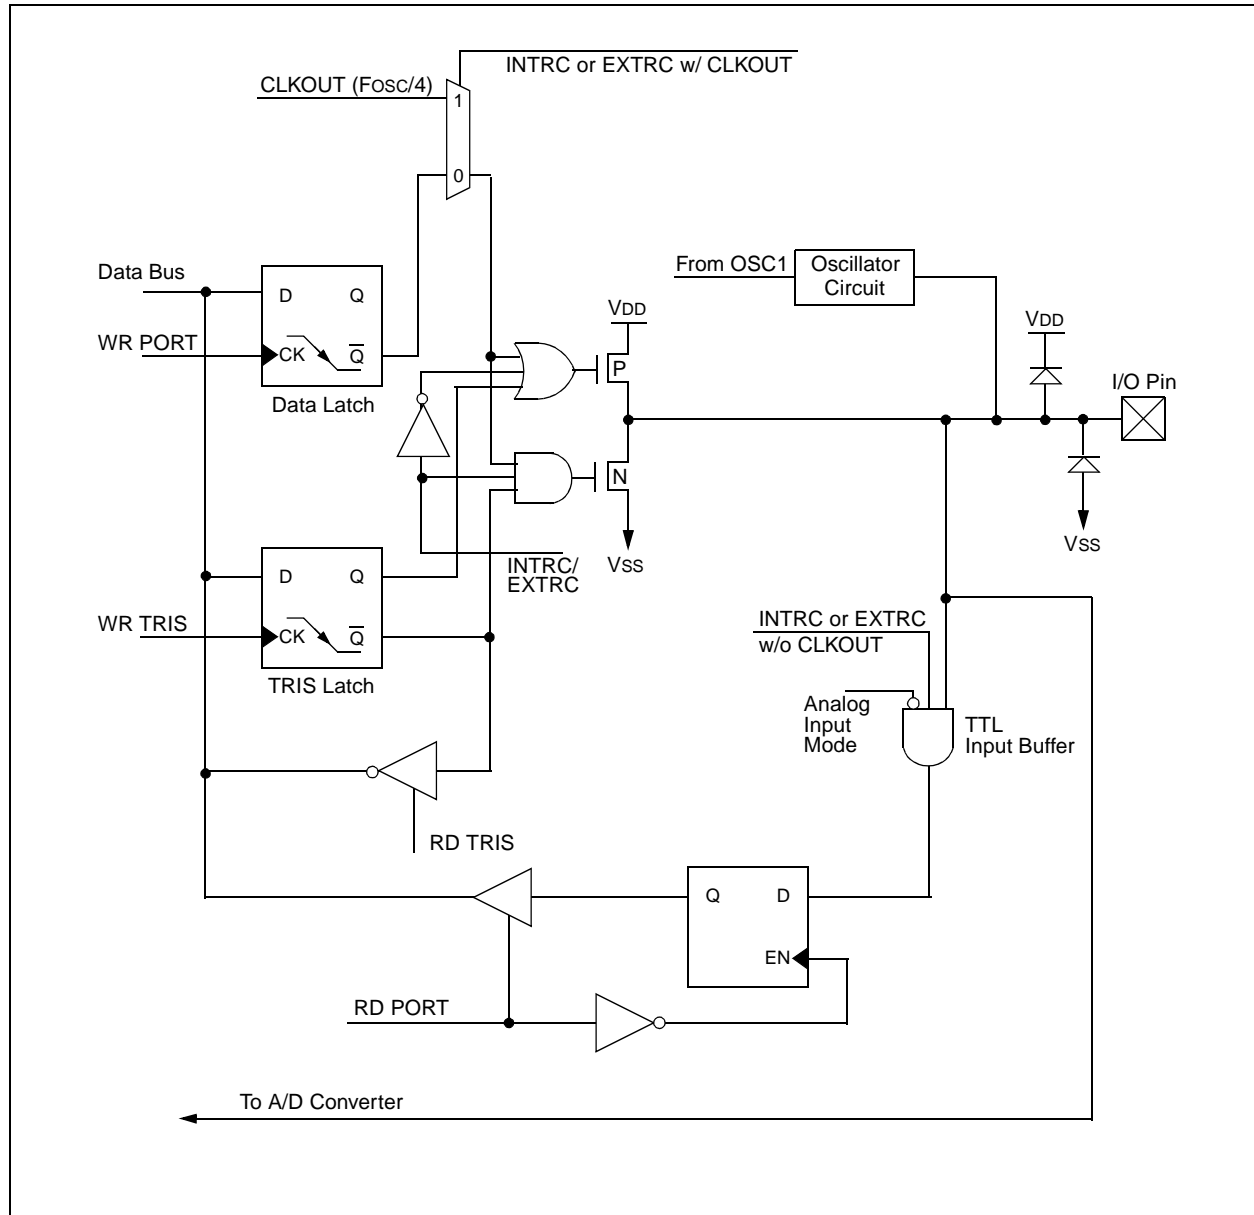 INTRC or EXTRC w/ CLKOUT
CLKOUT (FOSC/4)
1
0
Data Bus
D
Q
WR PORT
CK
Q
Data Latch
From OSC1
Oscillator
Circuit
VDD
P
VDD
I/O Pin
N
VSS
VSS
INTRC/
EXTRC
D
Q
WR TRIS
CK
Q
TRIS Latch
INTRC or EXTRC
w/o CLKOUT
Analog
Input
Mode
TTL
Input Buffer
RD TRIS
Q
D
EN
RD PORT
To A/D Converter